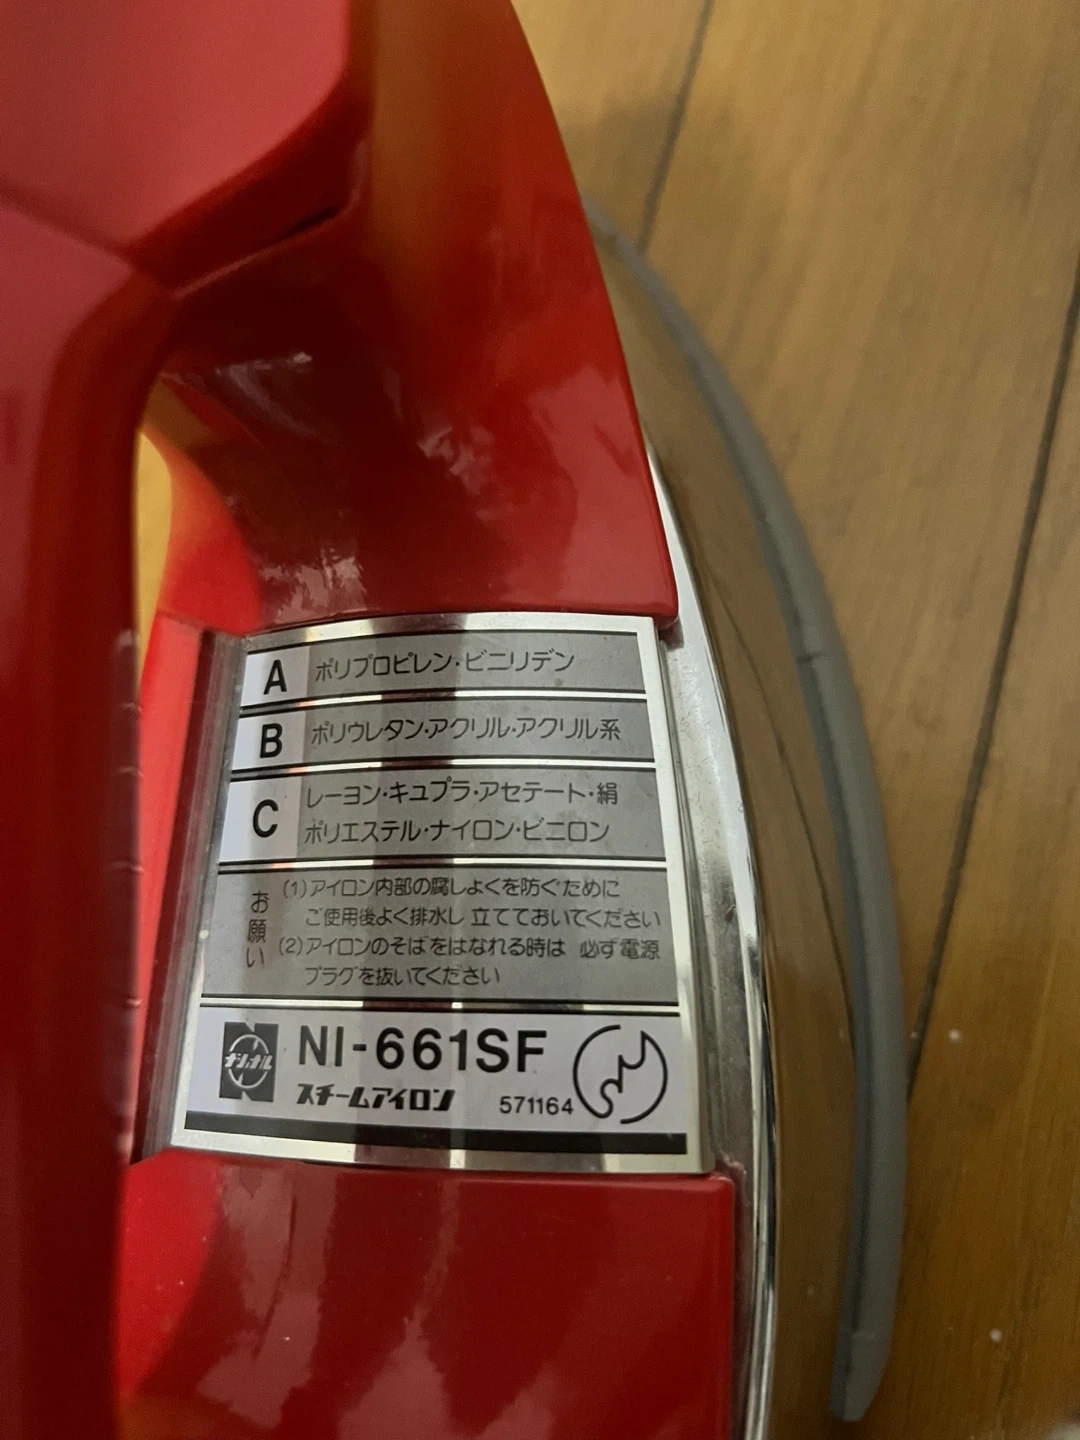 A ポリプロピレン・ビニリデン
B ポリウレタン・アクリル・アクリル系
C レーヨン・キュプラ・アセテート・絹
ポリエステル・ナイロン・ビニロン
お願い
(1)アイロン内部の腐しょくを防ぐために
ご使用後よく排水し 立てておいてください
(2)アイロンのそばをはなれる時は 必ず電源
プラグを抜いてください
ナショナル NI-661SF
スチームアイロン 571164